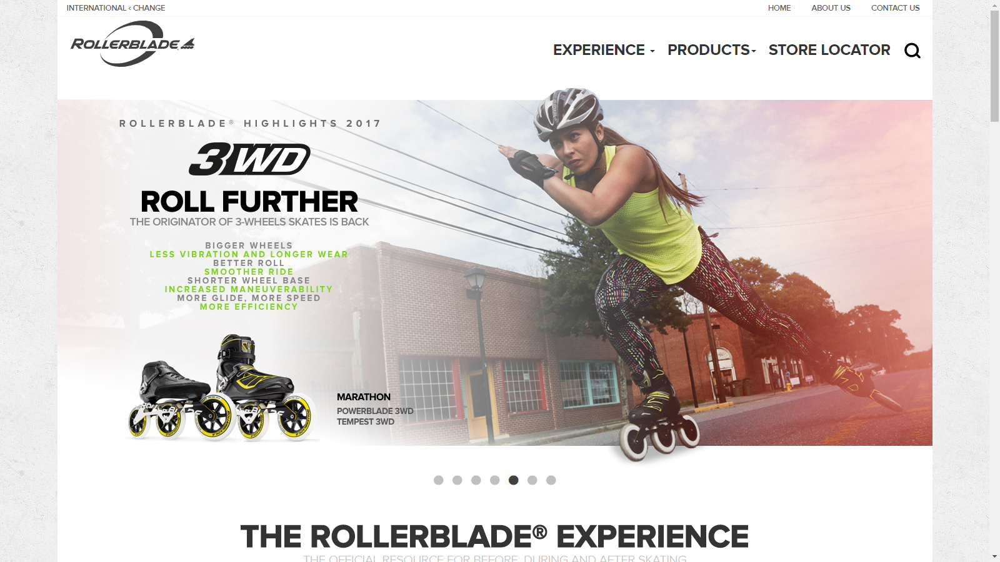 INTERNATIONAL ‹ CHANGE
HOME
ABOUT US
CONTACT US
ROLLERBLADE
EXPERIENCE
PRODUCTS
STORE LOCATOR
ROLLERBLADE® HIGHLIGHTS 2017
3WD
ROLL FURTHER
THE ORIGINATOR OF 3-WHEELS SKATES IS BACK
BIGGER WHEELS
LESS VIBRATION AND LONGER WEAR
BETTER ROLL
SMOOTHER RIDE
SHORTER WHEEL BASE
INCREASED MANEUVERABILITY
MORE GLIDE, MORE SPEED
MORE EFFICIENCY
MARATHON
POWERBLADE 3WD
TEMPEST 3WD
THE ROLLERBLADE® EXPERIENCE
THE OFFICIAL RESOURCE FOR BEFORE, DURING AND AFTER SKATING